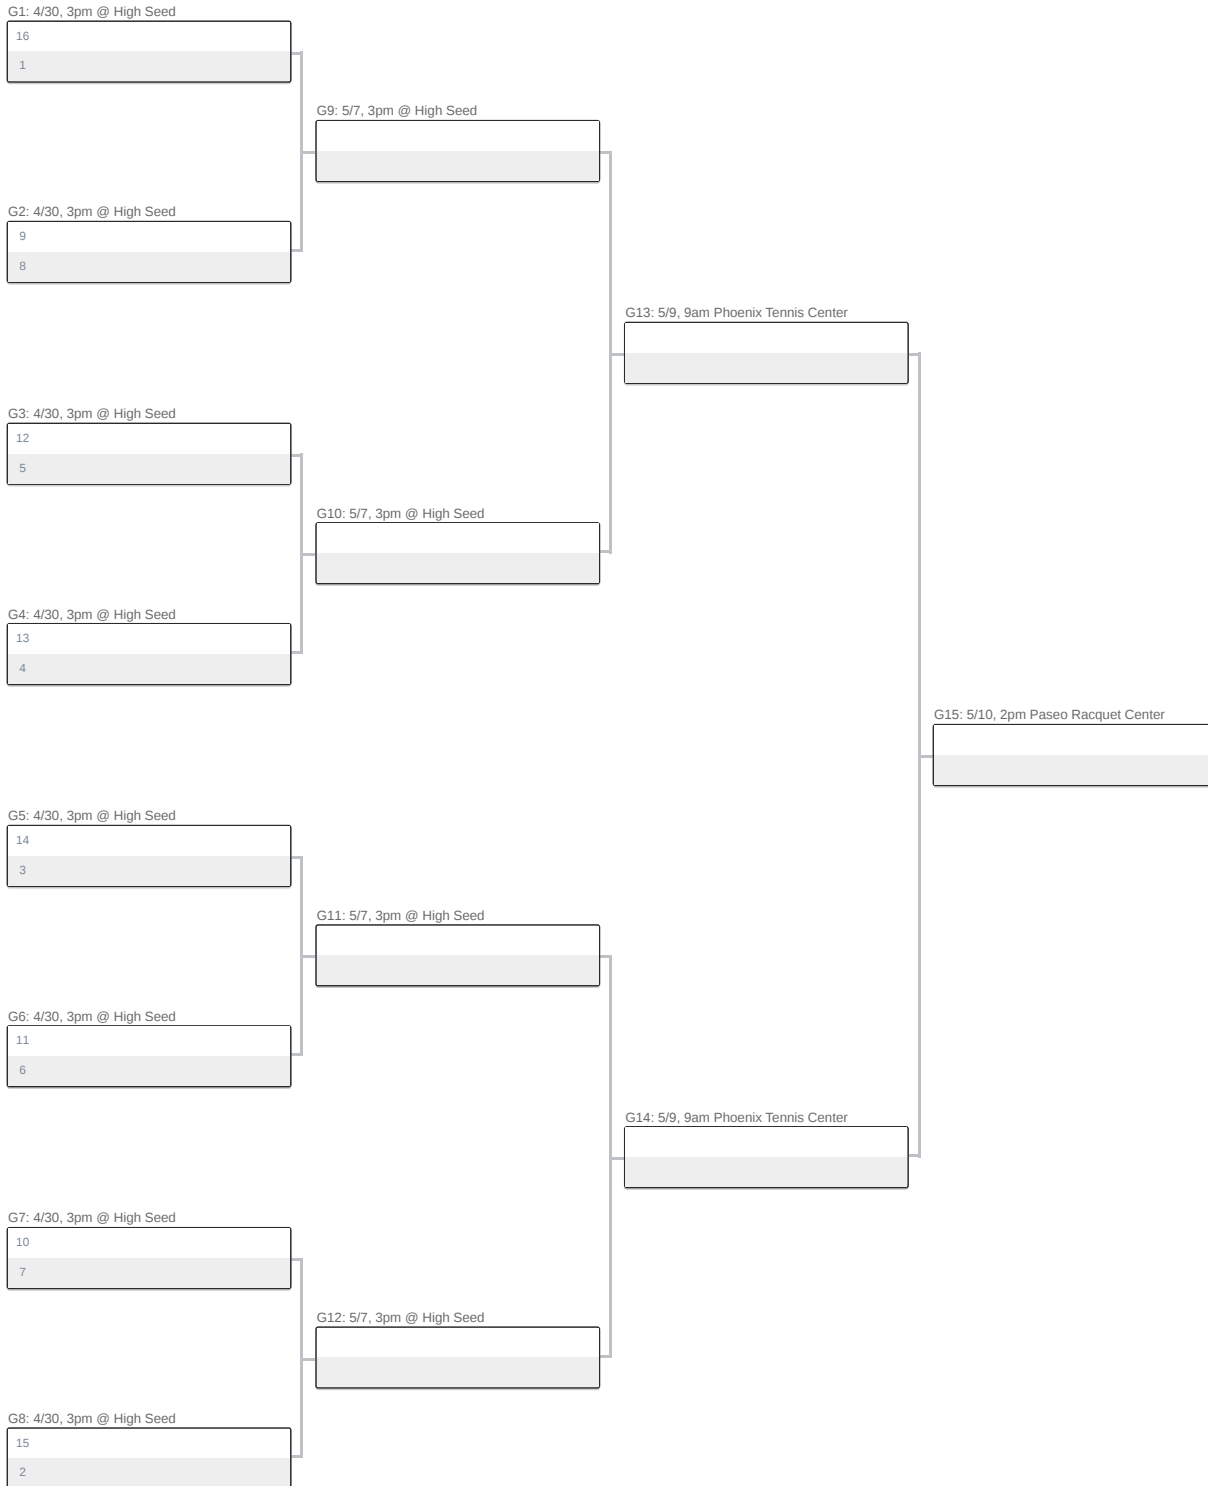 G1: 4/30, 3pm @ High Seed
16
1
G9: 5/7, 3pm @ High Seed
G2: 4/30, 3pm @ High Seed
9
8
G13: 5/9, 9am Phoenix Tennis Center
G3: 4/30, 3pm @ High Seed
12
5
G10: 5/7, 3pm @ High Seed
G4: 4/30, 3pm @ High Seed
13
4
G15: 5/10, 2pm Paseo Racquet Center
G5: 4/30, 3pm @ High Seed
14
3
G11: 5/7, 3pm @ High Seed
G6: 4/30, 3pm @ High Seed
11
6
G14: 5/9, 9am Phoenix Tennis Center
G7: 4/30, 3pm @ High Seed
10
7
G12: 5/7, 3pm @ High Seed
G8: 4/30, 3pm @ High Seed
15
2